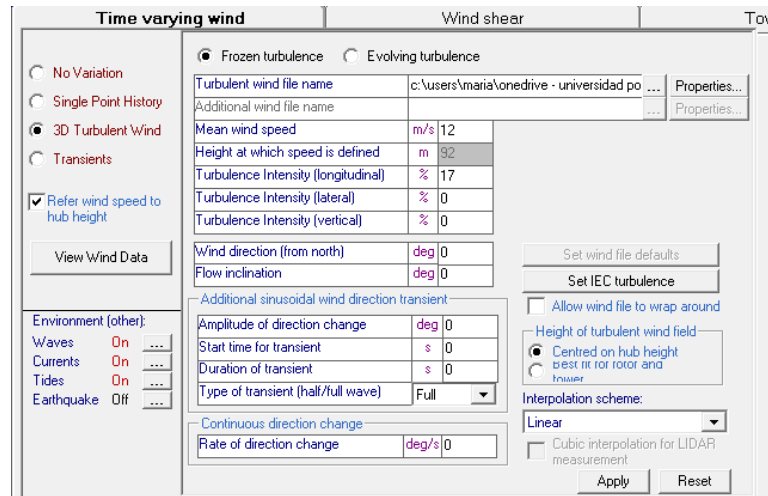 Time varying wind
Wind shear
Tov
No Variation
Single Point History
3D Turbulent Wind
Transients
Refer wind speed to
hub height
View Wind Data
Environment (other):
Waves On ...
Currents On ...
Tides On ...
Earthquake Off ...
Frozen turbulence Evolving turbulence
Turbulent wind file name c:\users\maria\onedrive - universidad po ... Properties...
Additional wind file name ... Properties...
Mean wind speed m/s 12
Height at which speed is defined m 92
Turbulence Intensity (longitudinal) % 17
Turbulence Intensity (lateral) % 0
Turbulence Intensity (vertical) % 0
Wind direction (from north) deg 0
Flow inclination deg 0
Additional sinusoidal wind direction transient
Amplitude of direction change deg 0
Start time for transient s 0
Duration of transient s 0
Type of transient (half/full wave) Full
Continuous direction change
Rate of direction change deg/s 0
Set wind file defaults
Set IEC turbulence
Allow wind file to wrap around
Height of turbulent wind field
Centred on hub height
Best fit for rotor and
tower
Interpolation scheme:
Linear
Cubic interpolation for LIDAR
measurement
Apply Reset